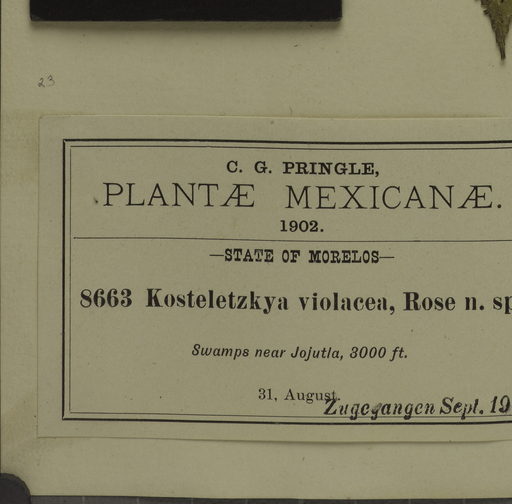 23
C. G. PRINGLE,
PLANTÆ MEXICANÆ.
1902.
—STATE OF MORELOS—
8663 Kosteletzkya violacea, Rose n. sp
Swamps near Jojutla, 3000 ft.
31, August.
Zugegangen Sept. 19